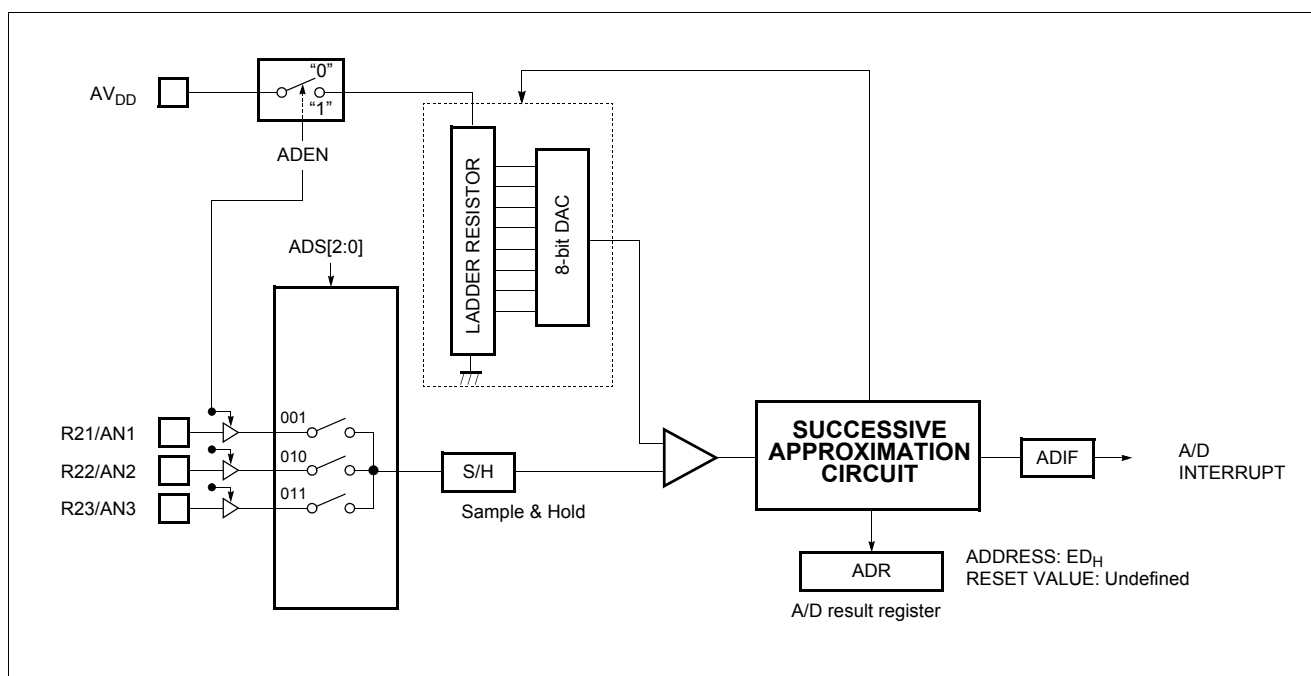 AVDD
“0”
“1”
ADEN
LADDER RESISTOR
8-bit DAC
ADS[2:0]
R21/AN1
001
R22/AN2
010
R23/AN3
011
S/H
Sample & Hold
SUCCESSIVE
APPROXIMATION
CIRCUIT
ADIF
A/D
INTERRUPT
ADR
A/D result register
ADDRESS: EDH
RESET VALUE: Undefined